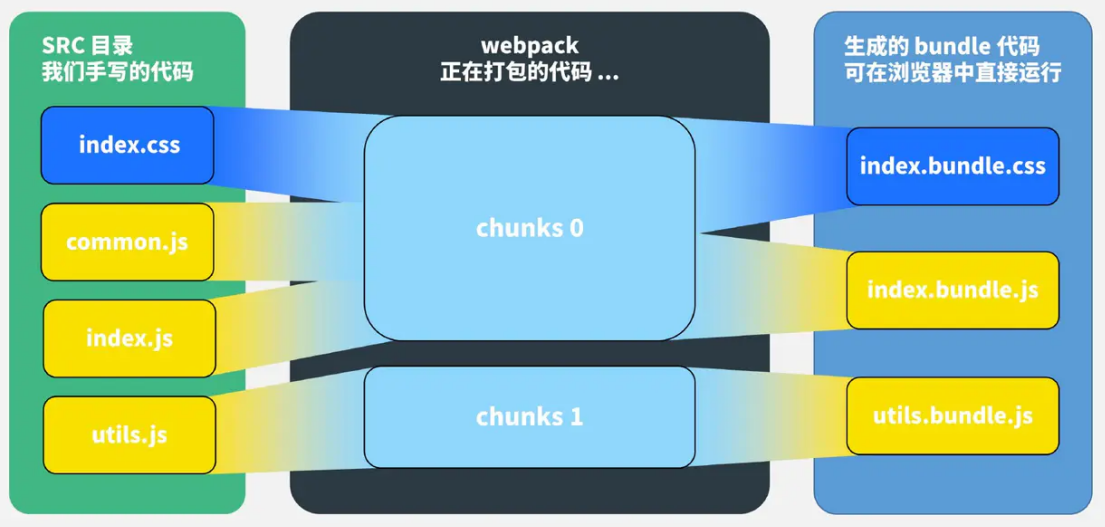 SRC 目录
我们手写的代码
index.css
common.js
index.js
utils.js
webpack
正在打包的代码 ...
chunks 0
chunks 1
生成的 bundle 代码
可在浏览器中直接运行
index.bundle.css
index.bundle.js
utils.bundle.js